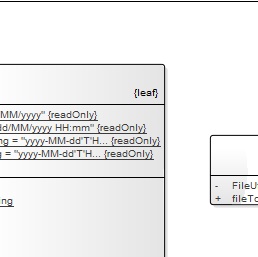 {leaf}
MM/yyyy" {readOnly}
dd/MM/yyyy HH:mm" {readOnly}
ng = "yyyy-MM-dd'T'H... {readOnly}
g = "yyyy-MM-dd'T'H... {readOnly}
- FileU
ng
+ fileTo